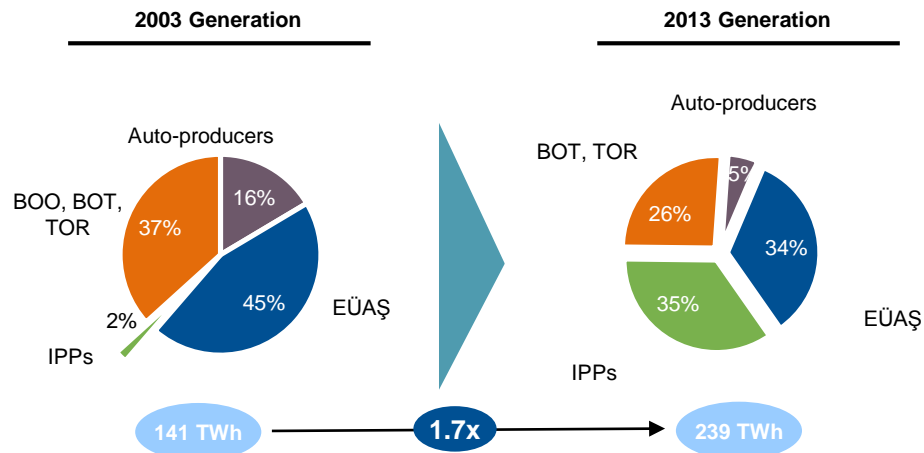 2003 Generation
2013 Generation
Auto-producers
16%
BOO, BOT,
TOR
37%
45%
EÜAŞ
2%
IPPs
Auto-producers
5%
BOT, TOR
26%
34%
EÜAŞ
35%
IPPs
141 TWh
1.7x
239 TWh